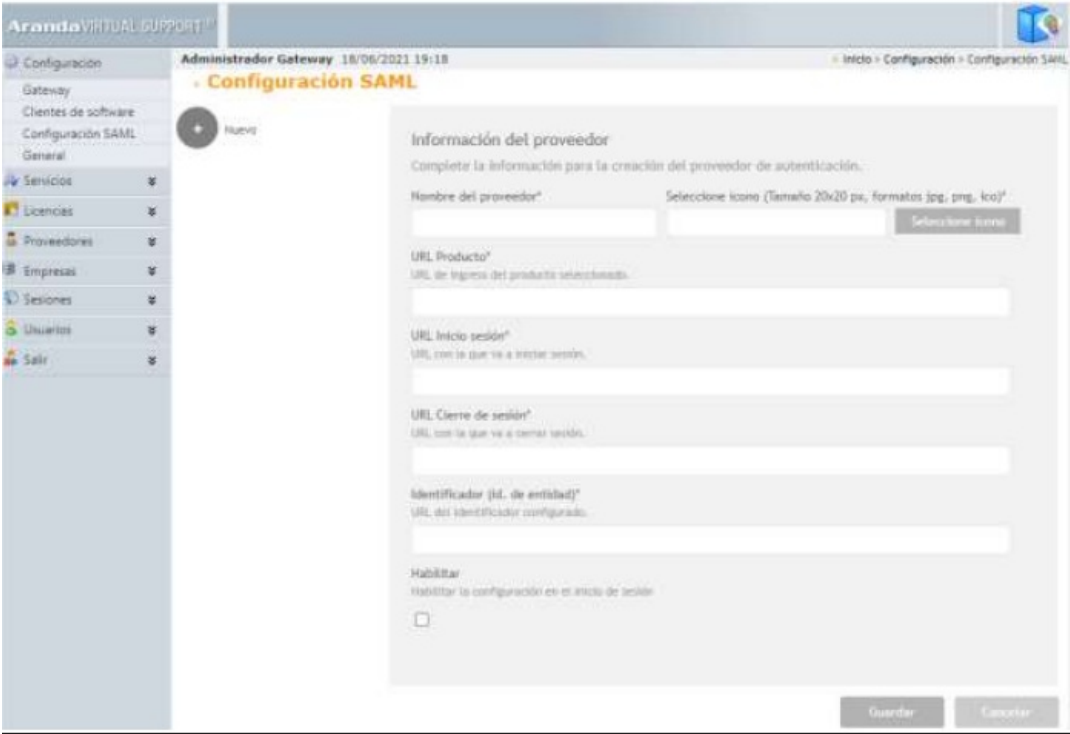 Aranda VIRTUAL SUPPORT
Configuración
Gateway
Clientes de software
Configuración SAML
General
Servicios
Licencias
Proveedores
Empresas
Sesiones
Usuarios
Salir
Administrador Gateway 18/06/2021 19:18
Inicio > Configuración > Configuración SAML
Configuración SAML
Nuevo
Información del proveedor
Complete la información para la creación del proveedor de autenticación.
Nombre del proveedor*
Seleccione icono (Tamaño 20x20 px, formatos jpg, png, ico)*
Seleccione icono
URL Producto*
URL de ingreso del producto seleccionado.
URL Inicio sesión*
URL con la que va a iniciar sesión.
URL Cierre de sesión*
URL con la que va a cerrar sesión.
Identificador (id. de entidad)*
URL del identificador configurado.
Habilitar
Habilitar la configuración en el inicio de sesión
Guardar
Cancelar